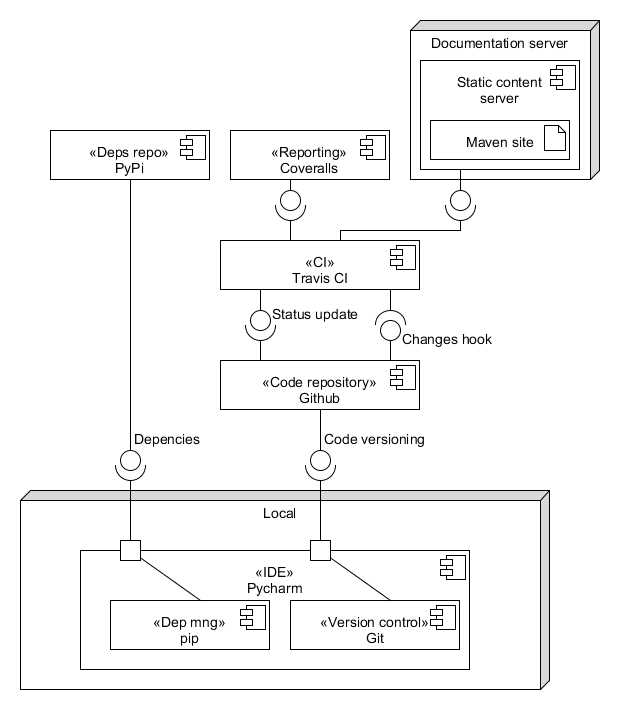 Documentation server
Static content
server
Maven site
«Deps repo»
PyPi
«Reporting»
Coveralls
«CI»
Travis CI
Status update
Changes hook
«Code repository»
Github
Depencies
Code versioning
Local
«IDE»
Pycharm
«Dep mng»
pip
«Version control»
Git